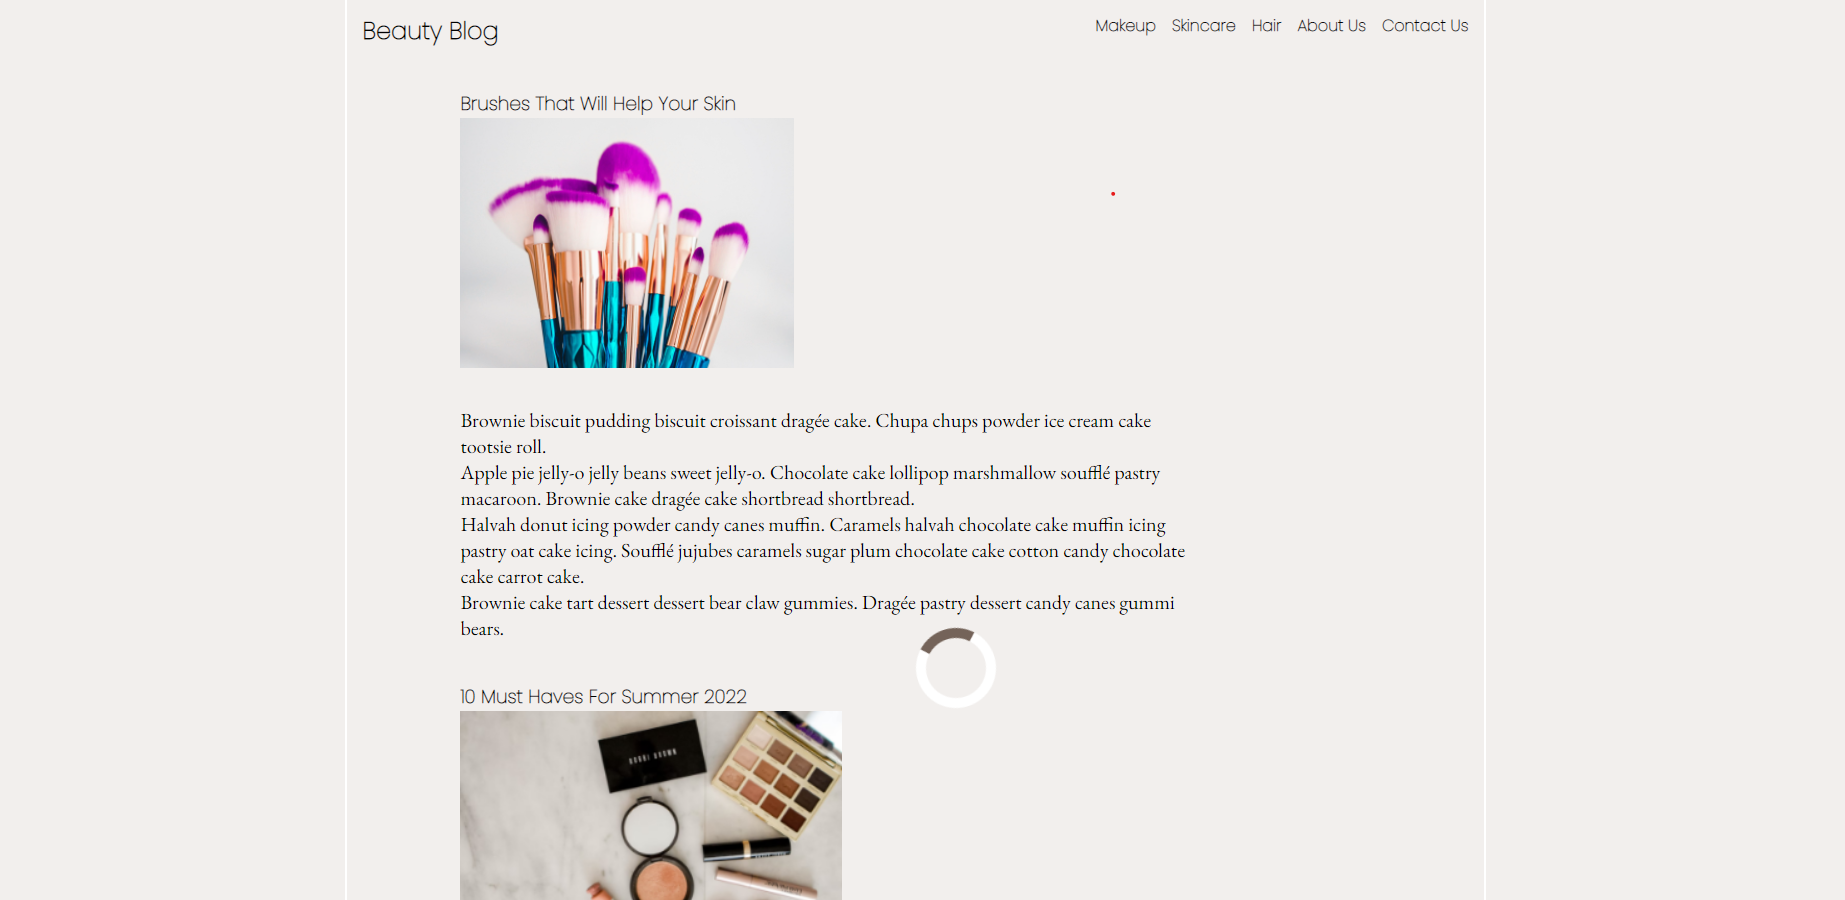 Beauty Blog
Makeup Skincare Hair About Us Contact Us
Brushes That Will Help Your Skin
Brownie biscuit pudding biscuit croissant dragée cake. Chupa chups powder ice cream cake
tootsie roll.
Apple pie jelly-o jelly beans sweet jelly-o. Chocolate cake lollipop marshmallow soufflé pastry
macaroon. Brownie cake dragée cake shortbread shortbread.
Halvah donut icing powder candy canes muffin. Caramels halvah chocolate cake muffin icing
pastry oat cake icing. Soufflé jujubes caramels sugar plum chocolate cake cotton candy chocolate
cake carrot cake.
Brownie cake tart dessert dessert bear claw gummies. Dragée pastry dessert candy canes gummi
bears.
10 Must Haves For Summer 2022
BOBBI BROWN